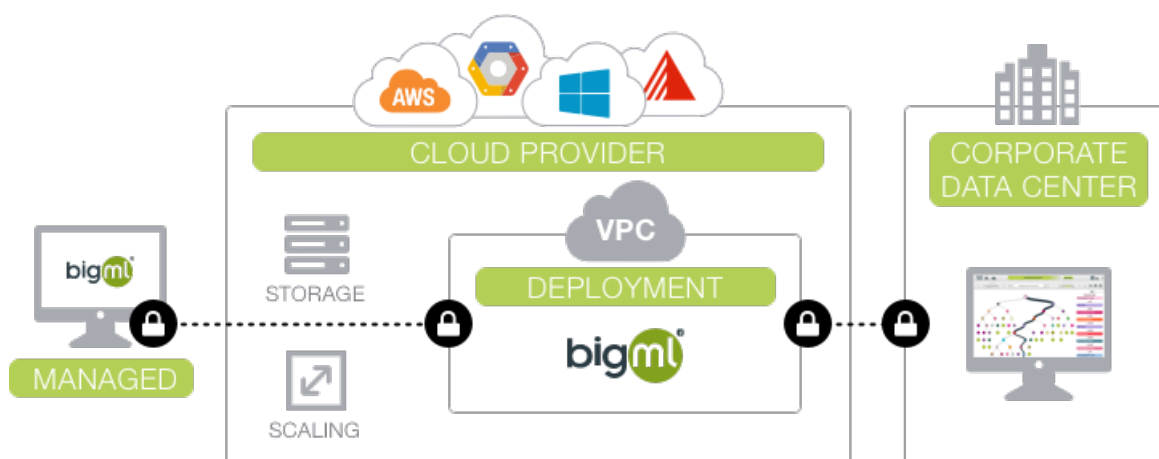 AWS
CLOUD PROVIDER
CORPORATE
DATA CENTER
VPC
DEPLOYMENT
bigml
STORAGE
SCALING
bigml
MANAGED